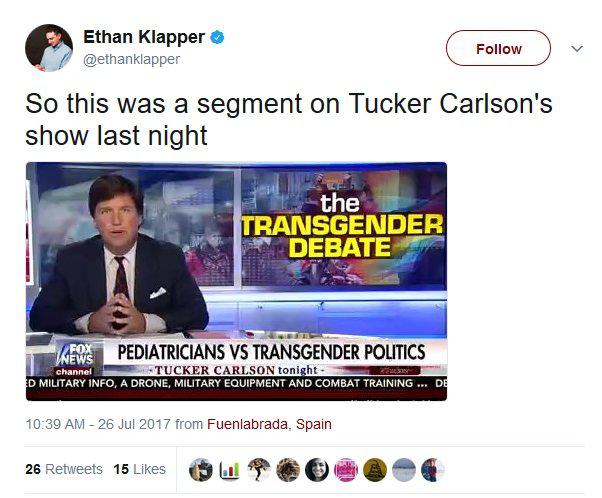 Ethan Klapper
@ethanklapper
Follow
So this was a segment on Tucker Carlson's
show last night
the
TRANSGENDER
DEBATE
FOX
NEWS
channel
PEDIATRICIANS VS TRANSGENDER POLITICS
-TUCKER CARLSON tonight-
D MILITARY INFO, A DRONE, MILITARY EQUIPMENT AND COMBAT TRAINING ... DE
10:39 AM - 26 Jul 2017 from Fuenlabrada, Spain
26 Retweets 15 Likes